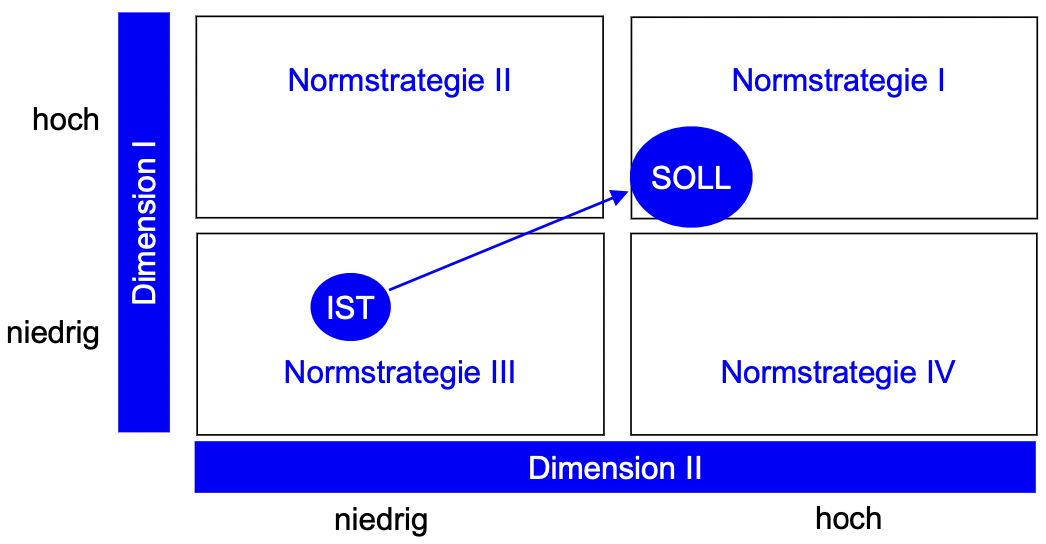 Normstrategie II
Normstrategie I
hoch
Dimension I
SOLL
IST
niedrig
Normstrategie III
Normstrategie IV
Dimension II
niedrig
hoch